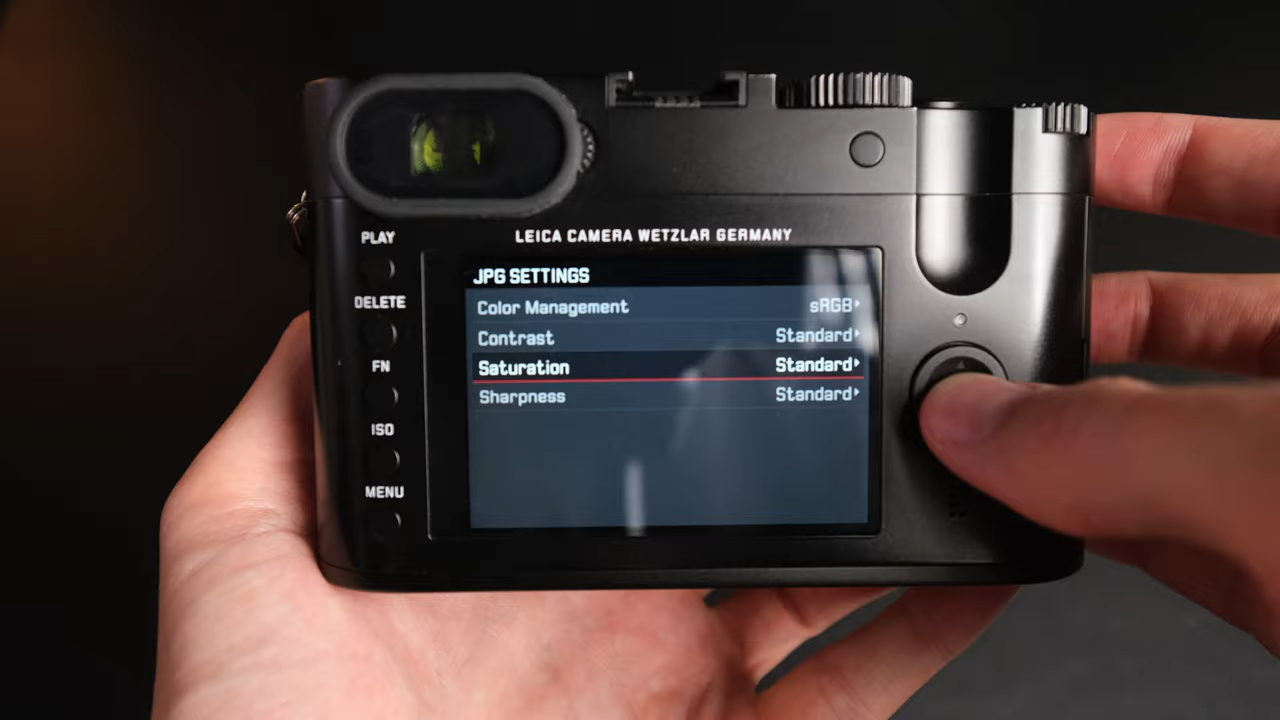 LEICA CAMERA WETZLAR GERMANY
PLAY
DELETE
FN
ISO
MENU
JPG SETTINGS
Color Management sRGB
Contrast Standard
Saturation Standard
Sharpness Standard